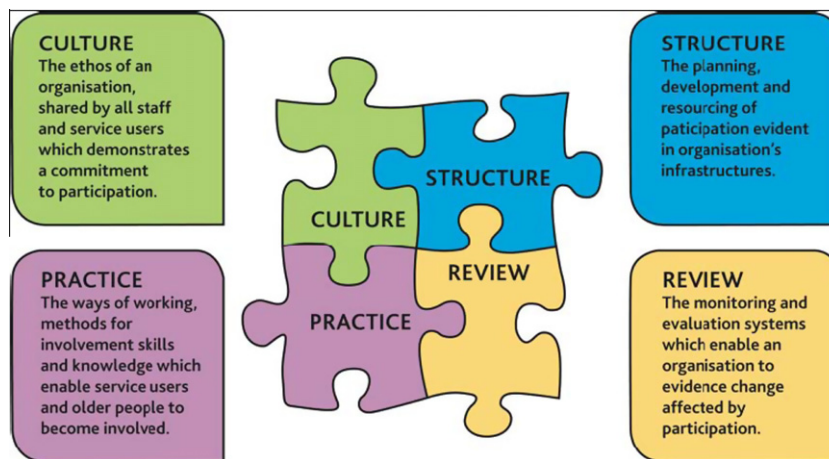 CULTURE
The ethos of an
organisation,
shared by all staff
and service users
which demonstrates
a commitment
to participation.
STRUCTURE
The planning,
development and
resourcing of
paticipation evident
in organisation's
infrastructures.
CULTURE
STRUCTURE
PRACTICE
REVIEW
PRACTICE
The ways of working,
methods for
involvement skills
and knowledge which
enable service users
and older people to
become involved.
REVIEW
The monitoring and
evaluation systems
which enable an
organisation to
evidence change
affected by
participation.